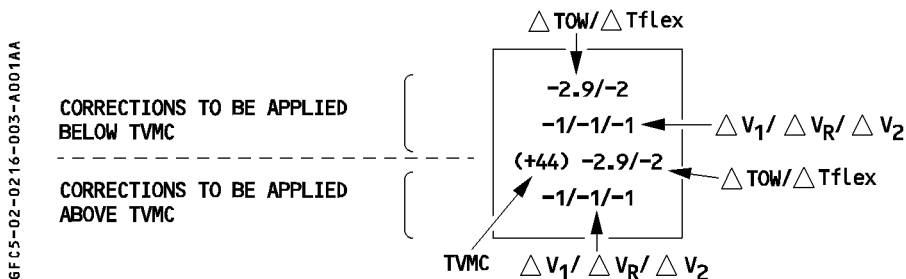 △TOW/△Tflex
GFC5-02-0216-003-A001AA
CORRECTIONS TO BE APPLIED
BELOW TVMC
-2.9/-2
-1/-1/-1
△V1/ △VR/ △V2
CORRECTIONS TO BE APPLIED
ABOVE TVMC
(+44) -2.9/-2
△TOW/△Tflex
-1/-1/-1
TVMC
△V1/ △VR/ △V2